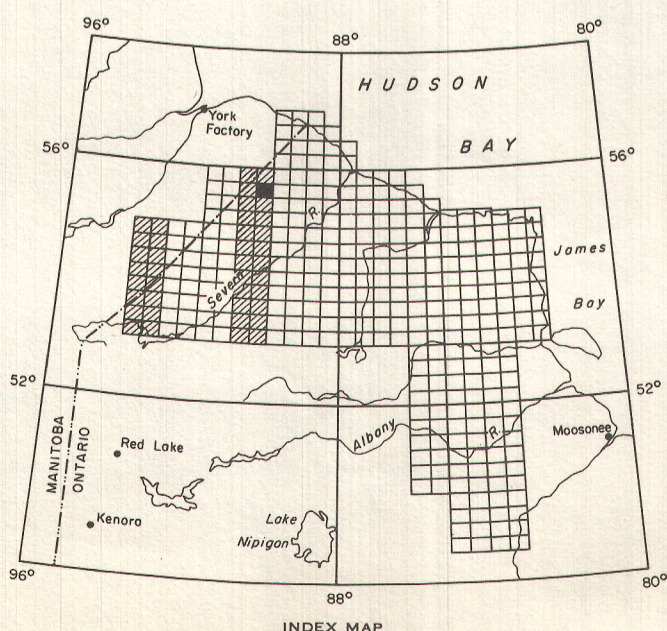 96° 88° 80°
HUDSON
BAY
York
Factory
56° 56°
Severn R.
James
Bay
52° 52°
MANITOBA
ONTARIO
Red Lake
Albany R.
Moosonee
Kenora
Lake
Nipigon
96° 88° 80°
INDEX MAP